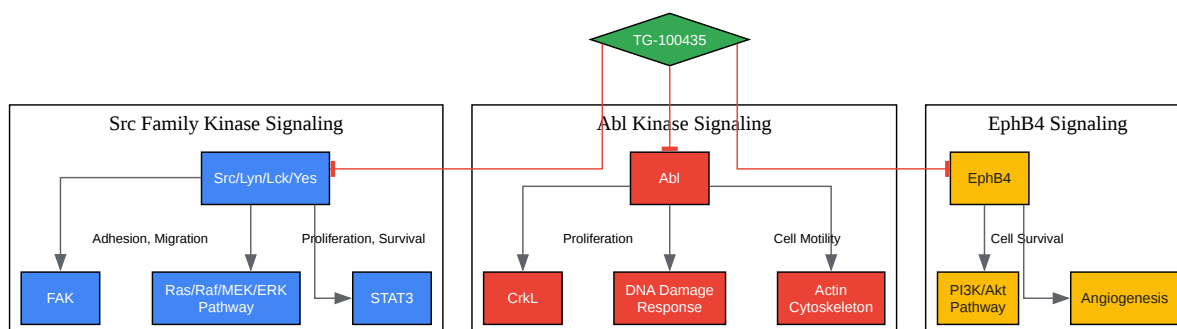 TG-100435
Src Family Kinase Signaling
Abl Kinase Signaling
EphB4 Signaling
Src/Lyn/Lck/Yes
Abl
EphB4
Adhesion, Migration
Proliferation, Survival
Proliferation
Cell Motility
Cell Survival
FAK
Ras/Raf/MEK/ERK
Pathway
STAT3
CrkL
DNA Damage
Response
Actin
Cytoskeleton
PI3K/Akt
Pathway
Angiogenesis